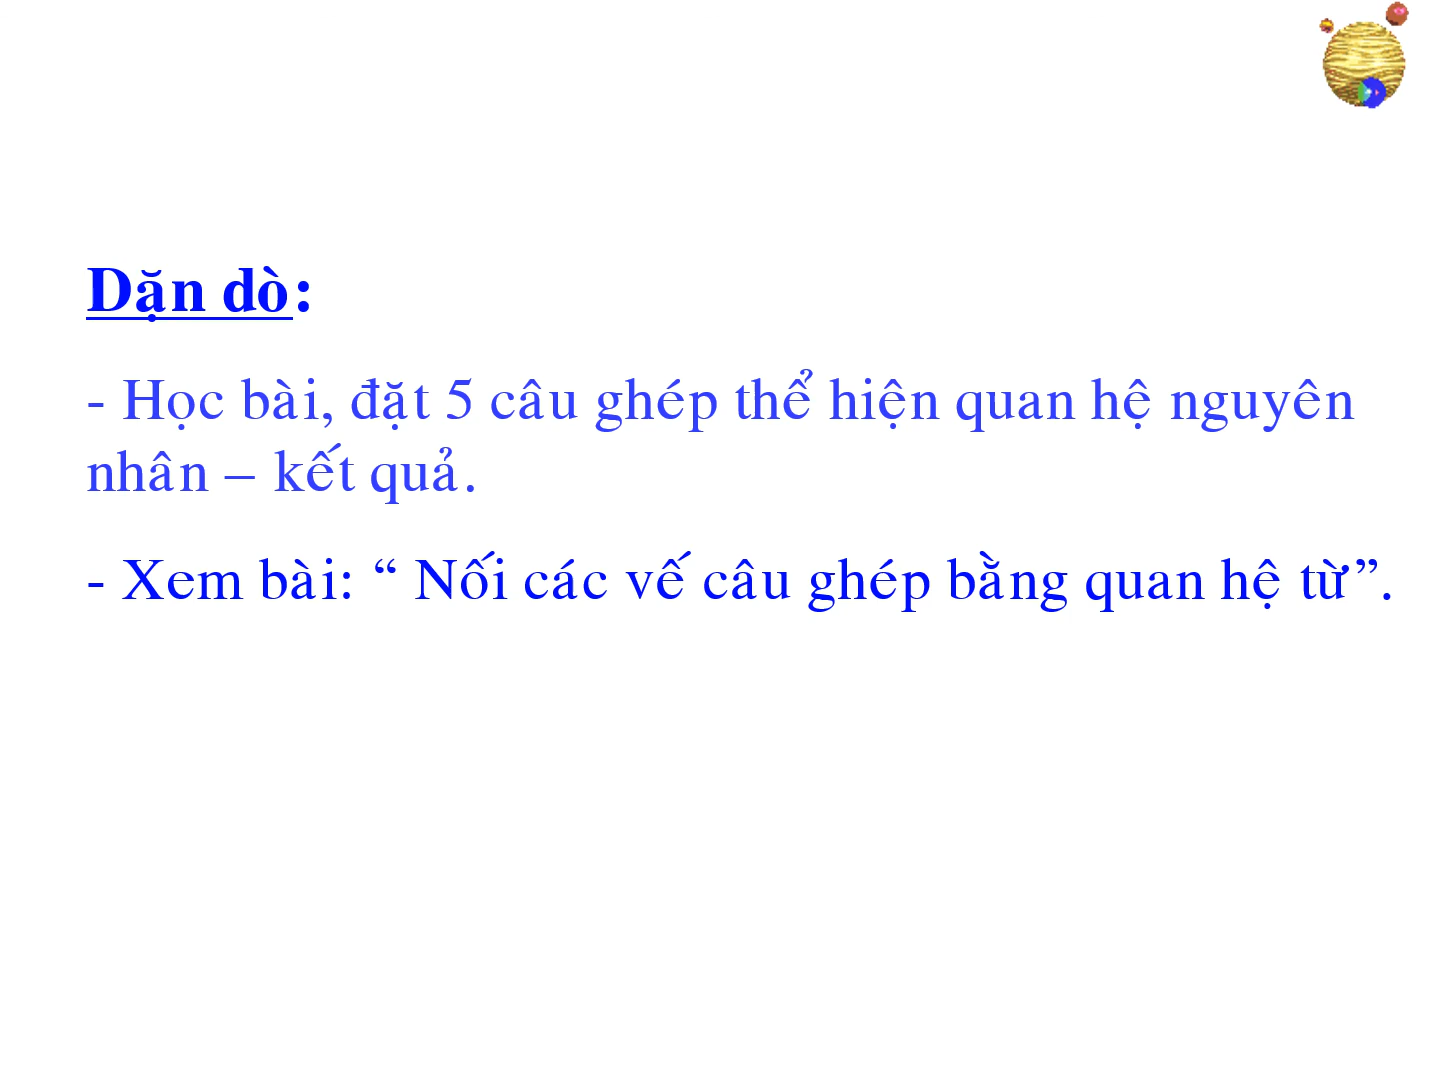 Dặn dò:
- Học bài, đặt 5 câu ghép thể hiện quan hệ nguyên
nhân – kết quả.
- Xem bài: “ Nối các vế câu ghép bằng quan hệ từ”.